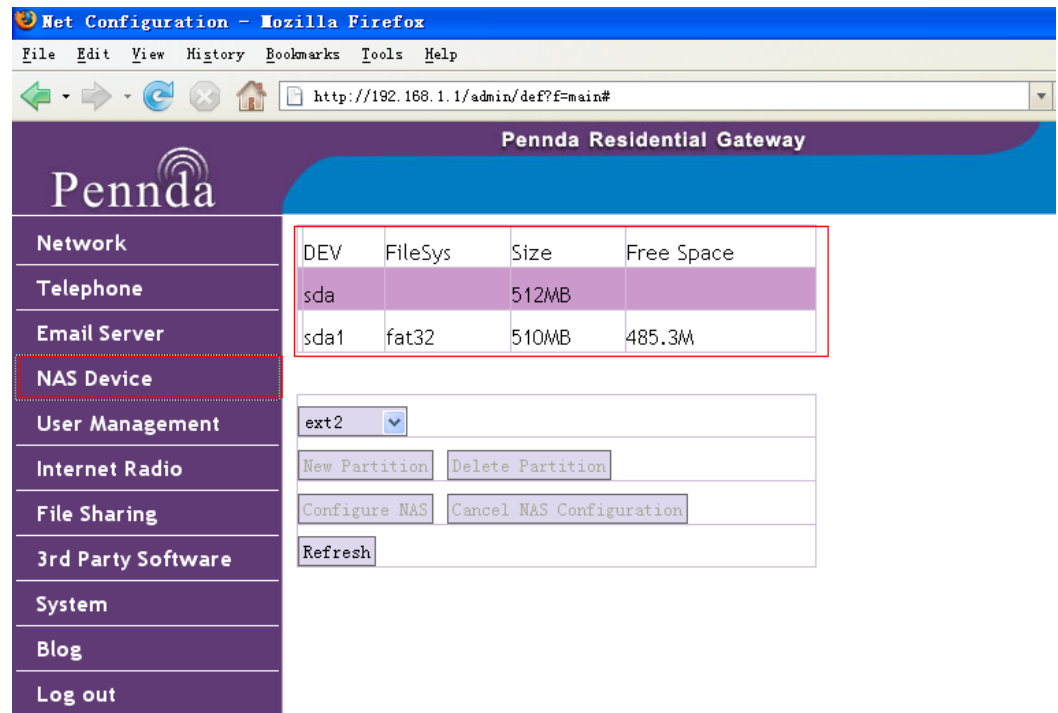 Net Configuration - Mozilla Firefox
File Edit View History Bookmarks Tools Help
http://192.168.1.1/admin/def?f=main#
Pennda Residential Gateway
Pennda
Network
Telephone
Email Server
NAS Device
User Management
Internet Radio
File Sharing
3rd Party Software
System
Blog
Log out
DEV FileSys Size Free Space
sda 512MB
sda1 fat32 510MB 485.3M
ext2
New Partition Delete Partition
Configure NAS Cancel NAS Configuration
Refresh